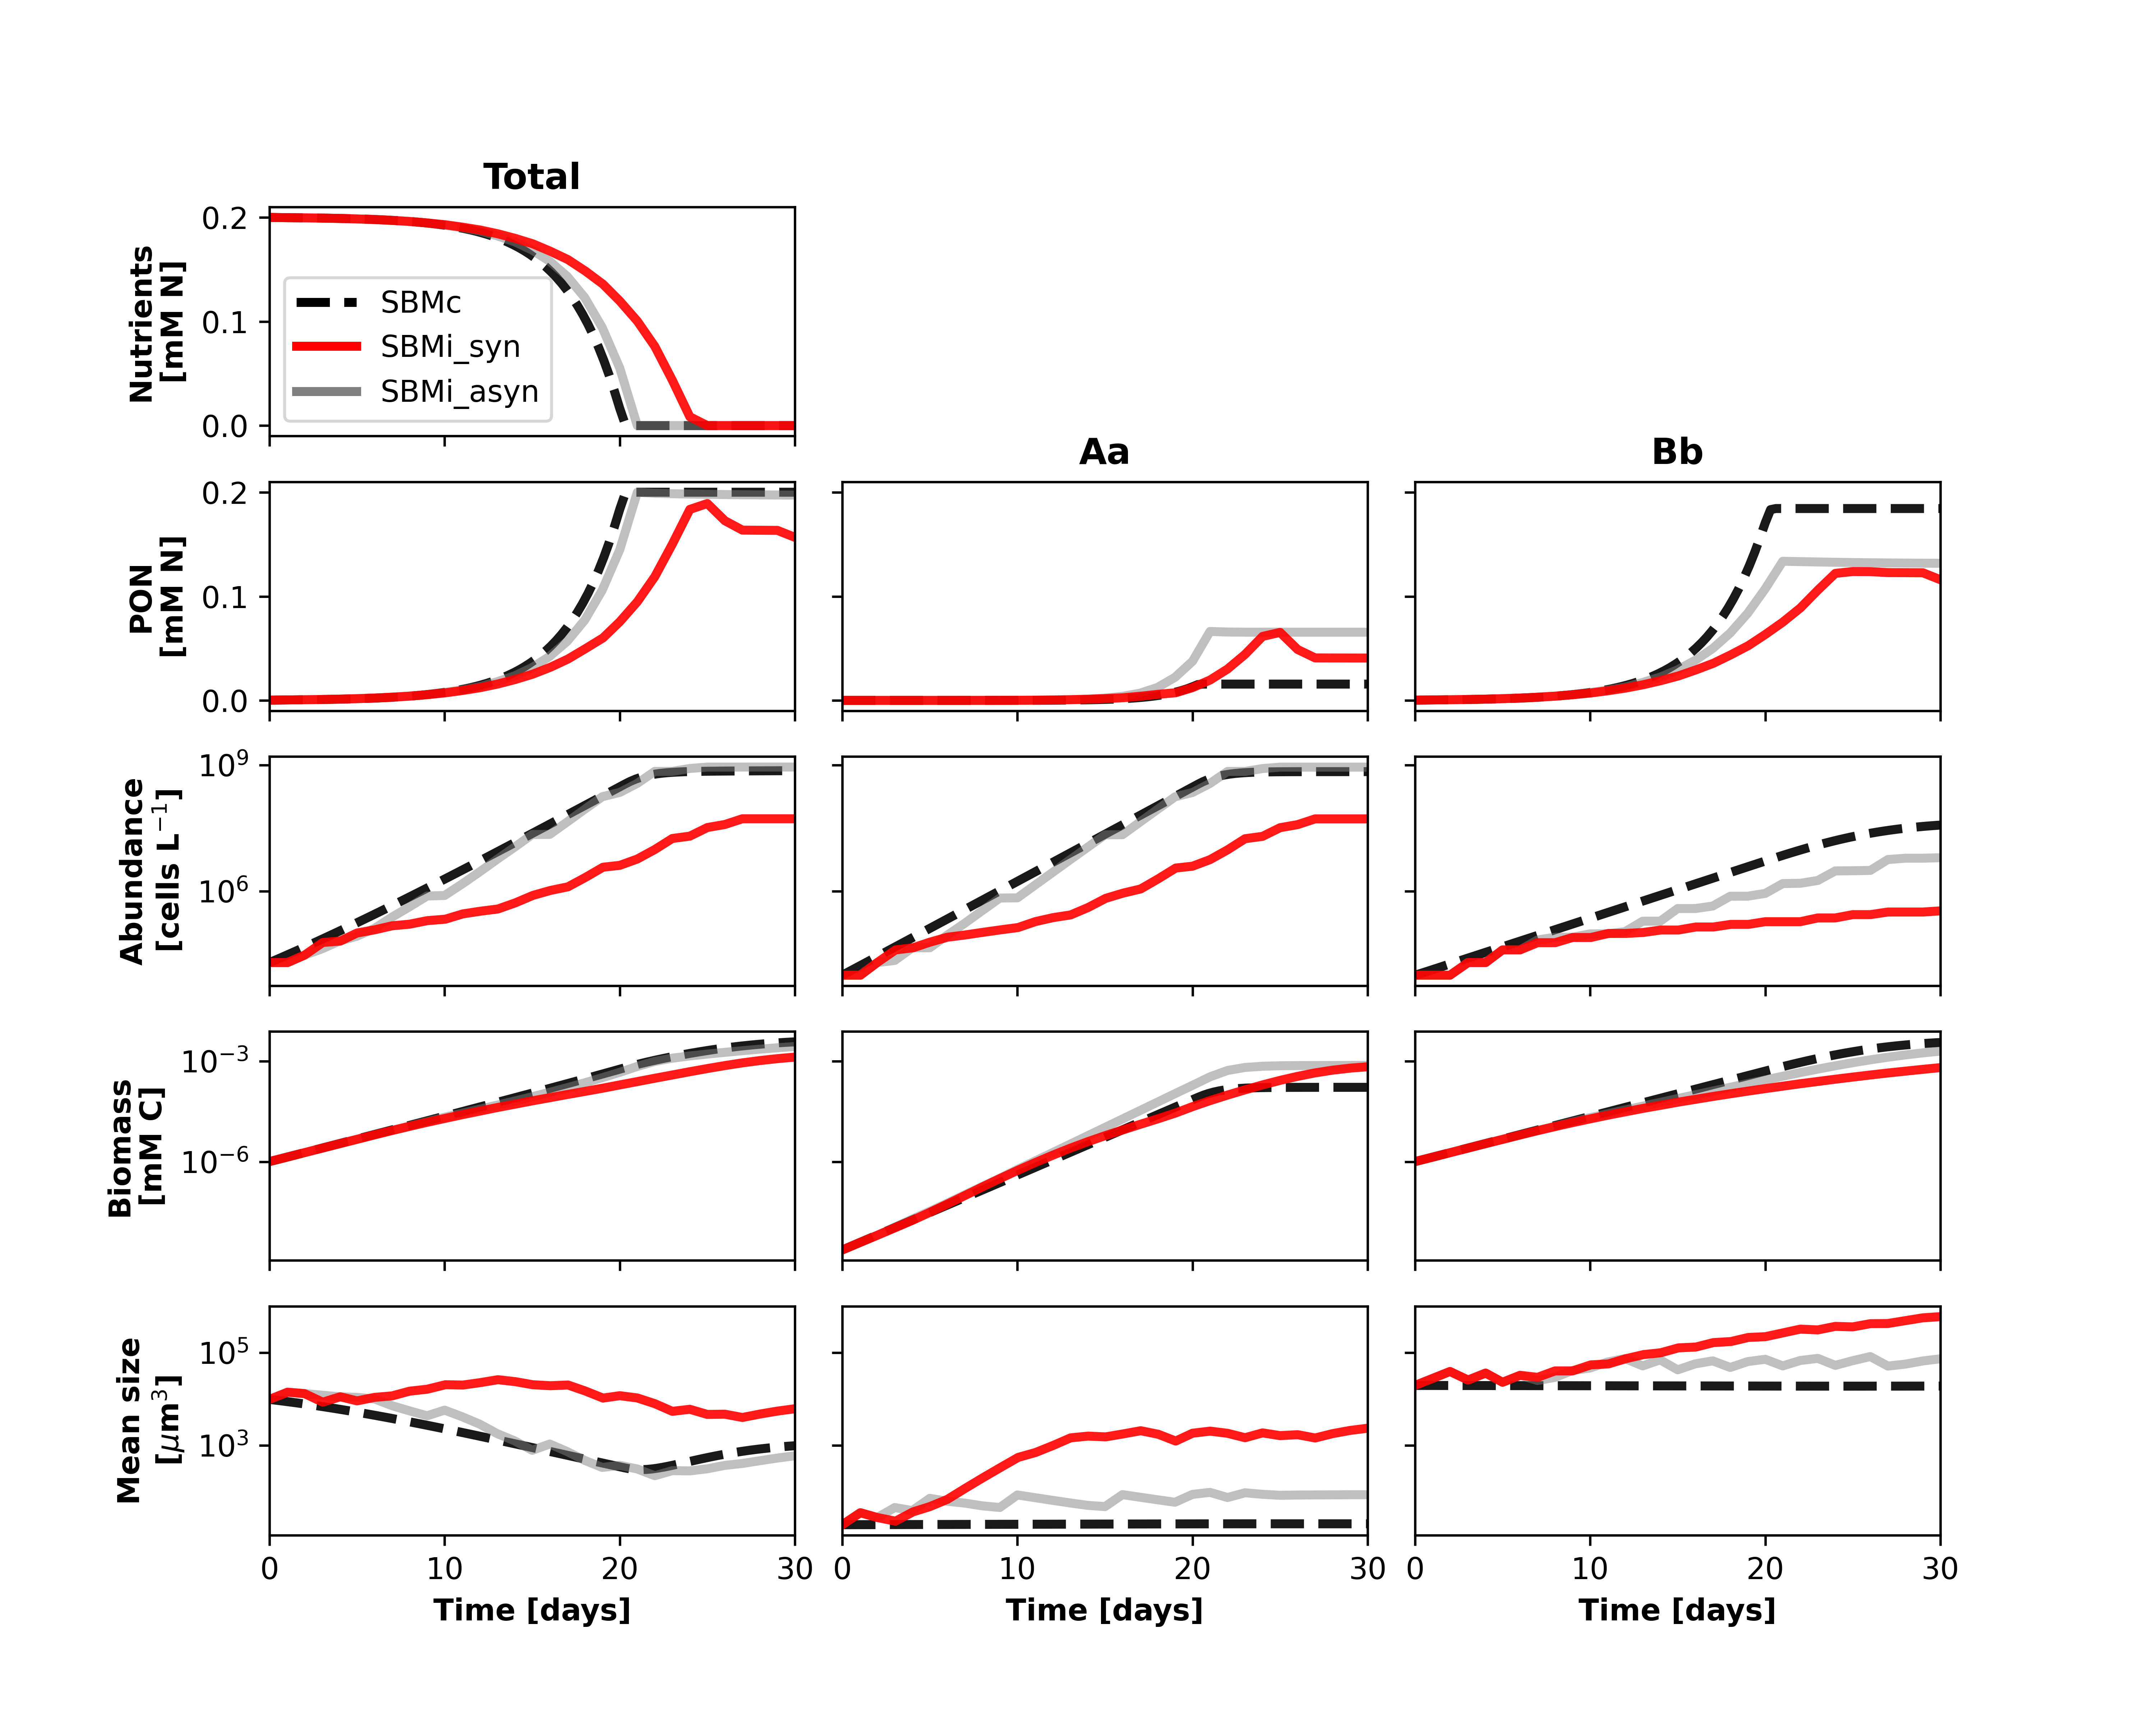 Total
Nutrients
[mM N]
0.2
0.1
0.0
SBMc
SBMi_syn
SBMi_asyn
Aa
Bb
PON
[mM N]
0.2
0.1
0.0
Abundance
[cells L⁻¹]
10⁹
10⁶
Biomass
[mM C]
10⁻³
10⁻⁶
Mean size
[μm³]
10⁵
10³
0 10 20 30
0 10 20 30
0 10 20 30
Time [days]
Time [days]
Time [days]